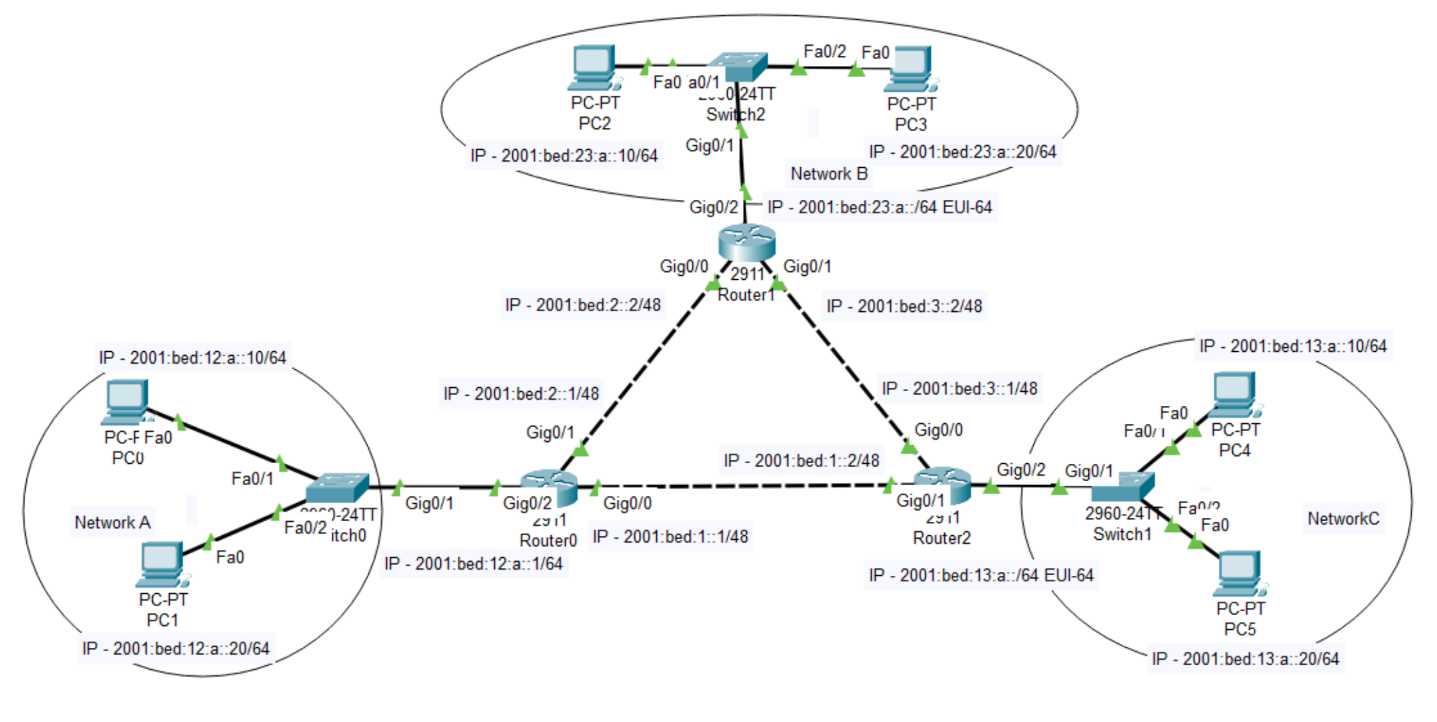 Fa0/2
Fa0
Fa0
a0/1
PC-PT
PC2
Switch2
PC-PT
PC3
Gig0/1
IP - 2001:bed:23:a::10/64
IP - 2001:bed:23:a::20/64
Network B
Gig0/2
IP - 2001:bed:23:a::/64 EUI-64
Gig0/0
Gig0/1
2911
Router1
IP - 2001:bed:2::2/48
IP - 2001:bed:3::2/48
IP - 2001:bed:12:a::10/64
IP - 2001:bed:13:a::10/64
IP - 2001:bed:2::1/48
IP - 2001:bed:3::1/48
Fa0
PC0
Gig0/1
Gig0/0
Fa0
PC-PT
PC4
IP - 2001:bed:1::2/48
Fa0/1
Gig0/2
Gig0/1
Gig0/1
Gig0/2
Gig0/0
Gig0/1
Network A
Fa0/2
itch0
Fa0
2911
Router0
2911
Router2
2960-24TT
Switch1
Fa0/2
Fa0
NetworkC
IP - 2001:bed:1::1/48
IP - 2001:bed:12:a::1/64
IP - 2001:bed:13:a::/64 EUI-64
PC-PT
PC1
PC-PT
PC5
IP - 2001:bed:12:a::20/64
IP - 2001:bed:13:a::20/64